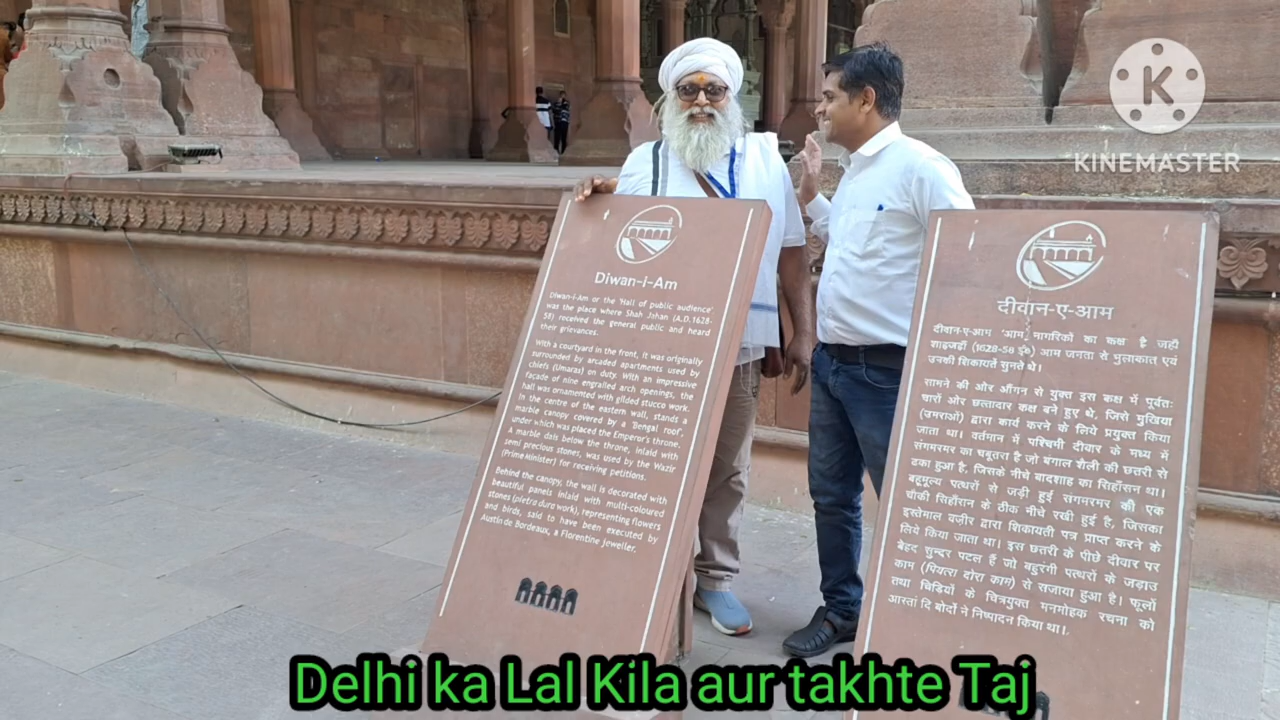 KINEMASTER
Diwan-i-Am
Diwan-i-Am or the 'Hall of public audience'
was the place where Shah Jahan (A.D.1628-
58) received the general public and heard
their grievances.
With a courtyard in the front, it was originally
surrounded by arcaded apartments used by
chiefs (Umaras) on duty. With an impressive
façade of nine engrailed arch openings, the
hall was ornamented with gilded stucco work.
In the centre of the eastern wall, stands a
marble canopy covered by a 'Bengal roof',
under which was placed the Emperor's throne.
A marble dais below the throne, inlaid with
semi precious stones, was used by the Wazir
(Prime Minister) for receiving petitions.
Behind the canopy, the wall is decorated with
beautiful panels inlaid with multi-coloured
stones (pietra dura work), representing flowers
and birds, said to have been executed by
Austin de Bordeaux, a Florentine jeweller.
दीवान-ए-आम
दीवान-ए-आम 'आम नागरिकों का कक्ष है जहाँ
शाहजहाँ (1628-58 ई०) आम जनता से मुलाकात एवं
उनकी शिकायतें सुनते थे।
सामने की ओर आँगन से युक्त इस कक्ष में पूर्वतः
चारों ओर छल्लादार कक्ष बने हुए थे, जिसे मुखिया
(उमराओं) द्वारा कार्य करने के लिये प्रयुक्त किया
जाता था। वर्तमान में पश्चिमी दीवार के मध्य में
संगमरमर का चबूतरा है जो बंगाल शैली की छतरी से
ढका हुआ है, जिसके नीचे बादशाह का सिहाँसन था।
बहुमूल्य पत्थरों से जड़ी हुई संगमरमर की एक
चौकी सिहाँसन के ठीक नीचे रखी हुई है, जिसका
इस्तेमाल वज़ीर द्वारा शिकायती पत्र प्राप्त करने के
लिये किया जाता था। इस छतरी के पीछे दीवार पर
बेहद सुन्दर पटल हैं जो बहुरंगी पत्थरों के जड़ाउ
काम (पियत्रा दोरा काम) से सजाया हुआ है। फूलों
तथा चिडियों के चित्रयुक्त मनमोहक रचना को
आस्तां दि बोर्दो ने निष्पादन किया था।
Delhi ka Lal Kila aur takhte Taj